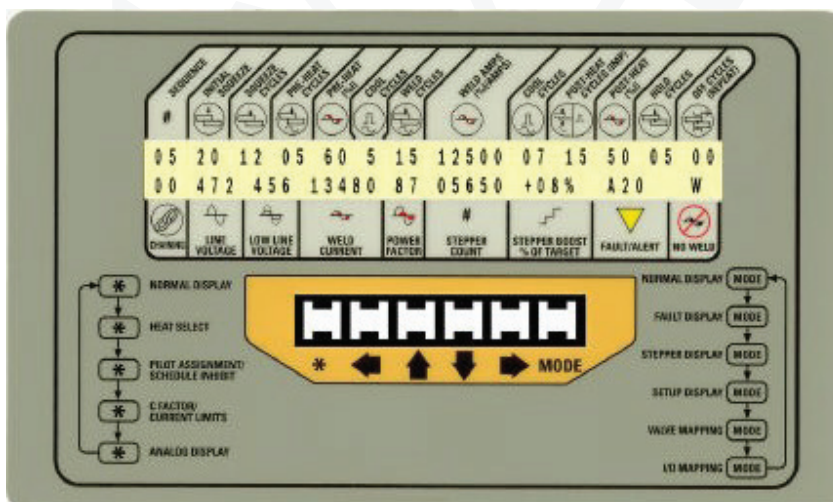 SEQUENCE
INITIAL SQUEEZE
SQUEEZE CYCLES
PRE-HEAT CYCLES
PRE-HEAT (%I)
COOL CYCLES
WELD CYCLES
WELD AMPS (%I/AMPS)
COOL CYCLES
POST-HEAT CYCLES (IMP)
POST-HEAT (%I)
HOLD CYCLES
OFF CYCLES (REPEAT)
#
05 20 12 05 60 5 15 12500 07 15 50 05 00
00 472 456 13480 87 05650 +08% A20 W
#
CHAINING
LINE VOLTAGE
LOW LINE VOLTAGE
WELD CURRENT
POWER FACTOR
STEPPER COUNT
STEPPER BOOST % OF TARGET
FAULT/ALERT
NO WELD
* NORMAL DISPLAY
* HEAT SELECT
* PILOT ASSIGNMENT/
SCHEDULE INHIBIT
* C FACTOR/
CURRENT LIMITS
* ANALOG DISPLAY
* MODE
NORMAL DISPLAY MODE
FAULT DISPLAY MODE
STEPPER DISPLAY MODE
SETUP DISPLAY MODE
VALVE MAPPING MODE
I/O MAPPING MODE